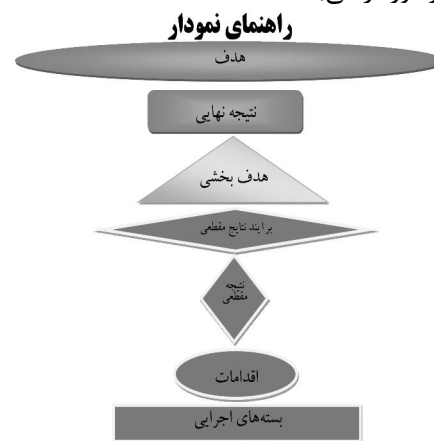 راهنمای نمودار
هدف
نتیجه نهایی
هدف بخشی
برایند نتایج مقطعی
نتیجه
مقطعی
اقدامات
بسته‌های اجرایی